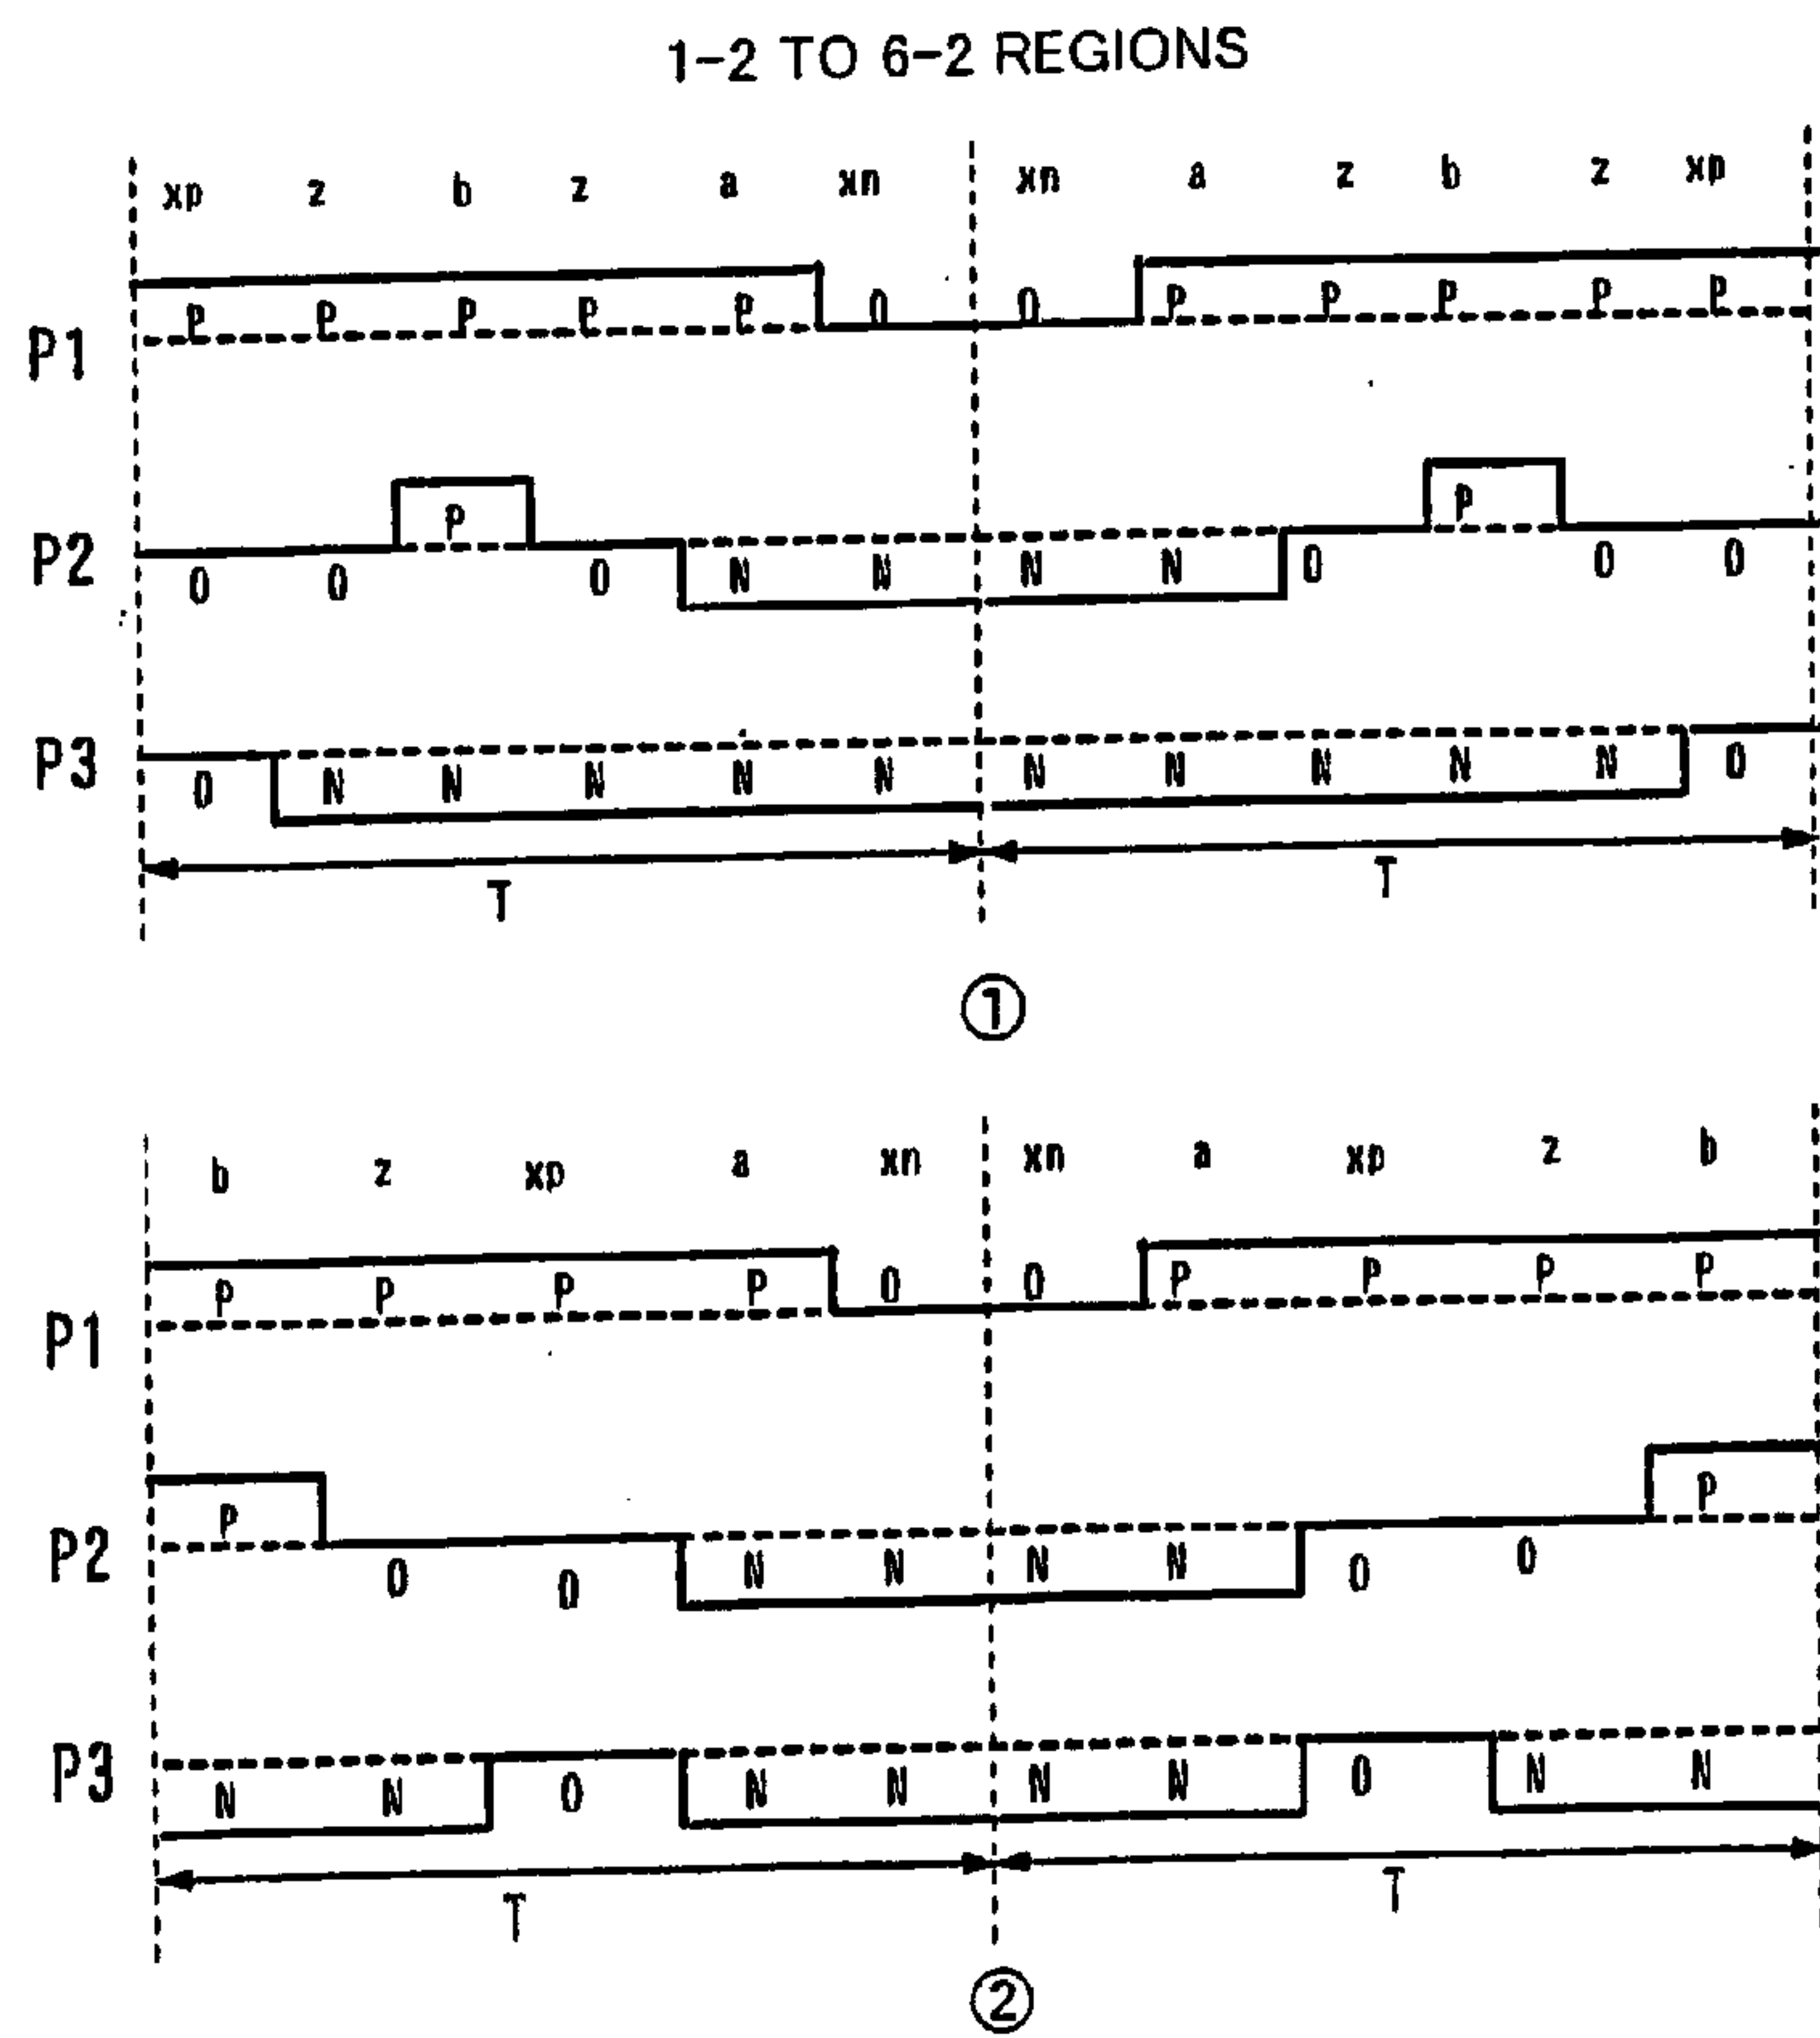 1-2 TO 6-2 REGIONS
xp z b z a xn xn a z b z xp
P1 P P P P P 0 0 P P P P P
P2 0 0 P 0 N N N N 0 P 0 0
P3 0 N N N N N N N N N N 0
T T
①
b z xp a xn xn a xp z b
P1 P P P P 0 0 P P P P
P2 P 0 0 N N N N 0 0 P
P3 N N 0 N N N N 0 N N
T T
②